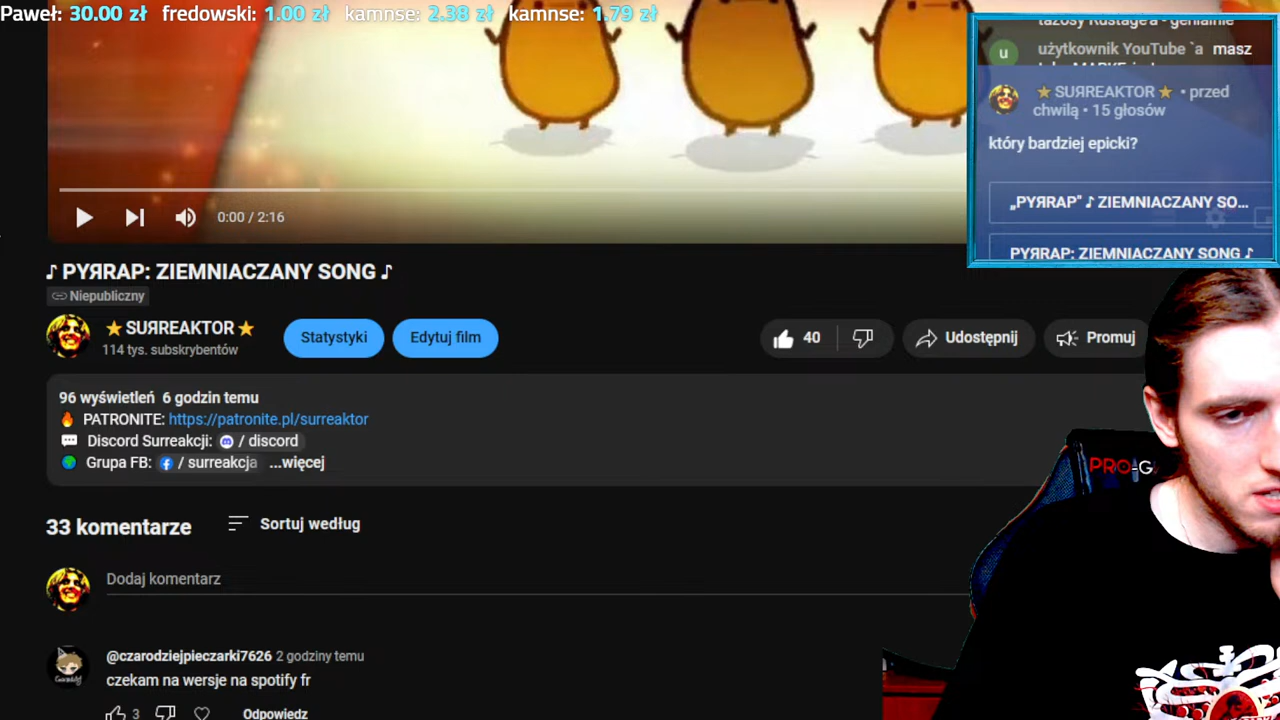 Paweł: 30.00 zł fredowski: 1.00 zł kamnse: 2.38 zł kamnse: 1.79 zł
użytkownik YouTube `a masz
★ SUЯREAKTOR ★ • przed
chwilą • 15 głosów
który bardziej epicki?
„PYЯRAP" ♪ ZIEMNIACZANY SO...
PYЯRAP: ZIEMNIACZANY SONG ♪
0:00 / 2:16
♪ PYЯRAP: ZIEMNIACZANY SONG ♪
Niepubliczny
★ SUЯREAKTOR ★
114 tys. subskrybentów
Statystyki
Edytuj film
40
Udostępnij
Promuj
96 wyświetleń 6 godzin temu
🔥 PATRONITE: https://patronite.pl/surreaktor
💬 Discord Surreakcji: / discord
🌍 Grupa FB: / surreakcja ...więcej
33 komentarze
Sortuj według
Dodaj komentarz
@czarodziejpieczarki7626 2 godziny temu
czekam na wersje na spotify fr
3
Odpowiedz
PRO-G